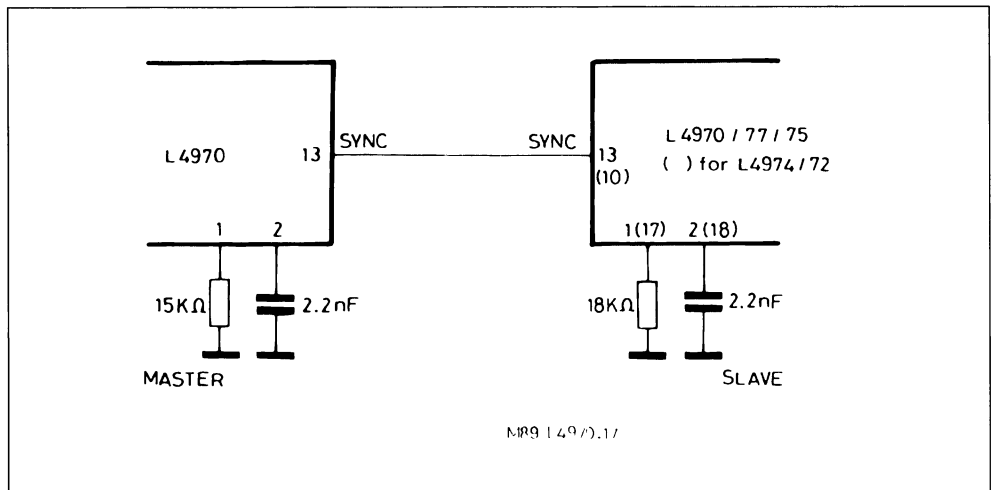 L4970
13
SYNC
SYNC
13
(10)
L4970 / 77 / 75
( ) for L4974 / 72
1
2
1(17)
2(18)
15KΩ
2.2nF
18KΩ
2.2nF
MASTER
SLAVE